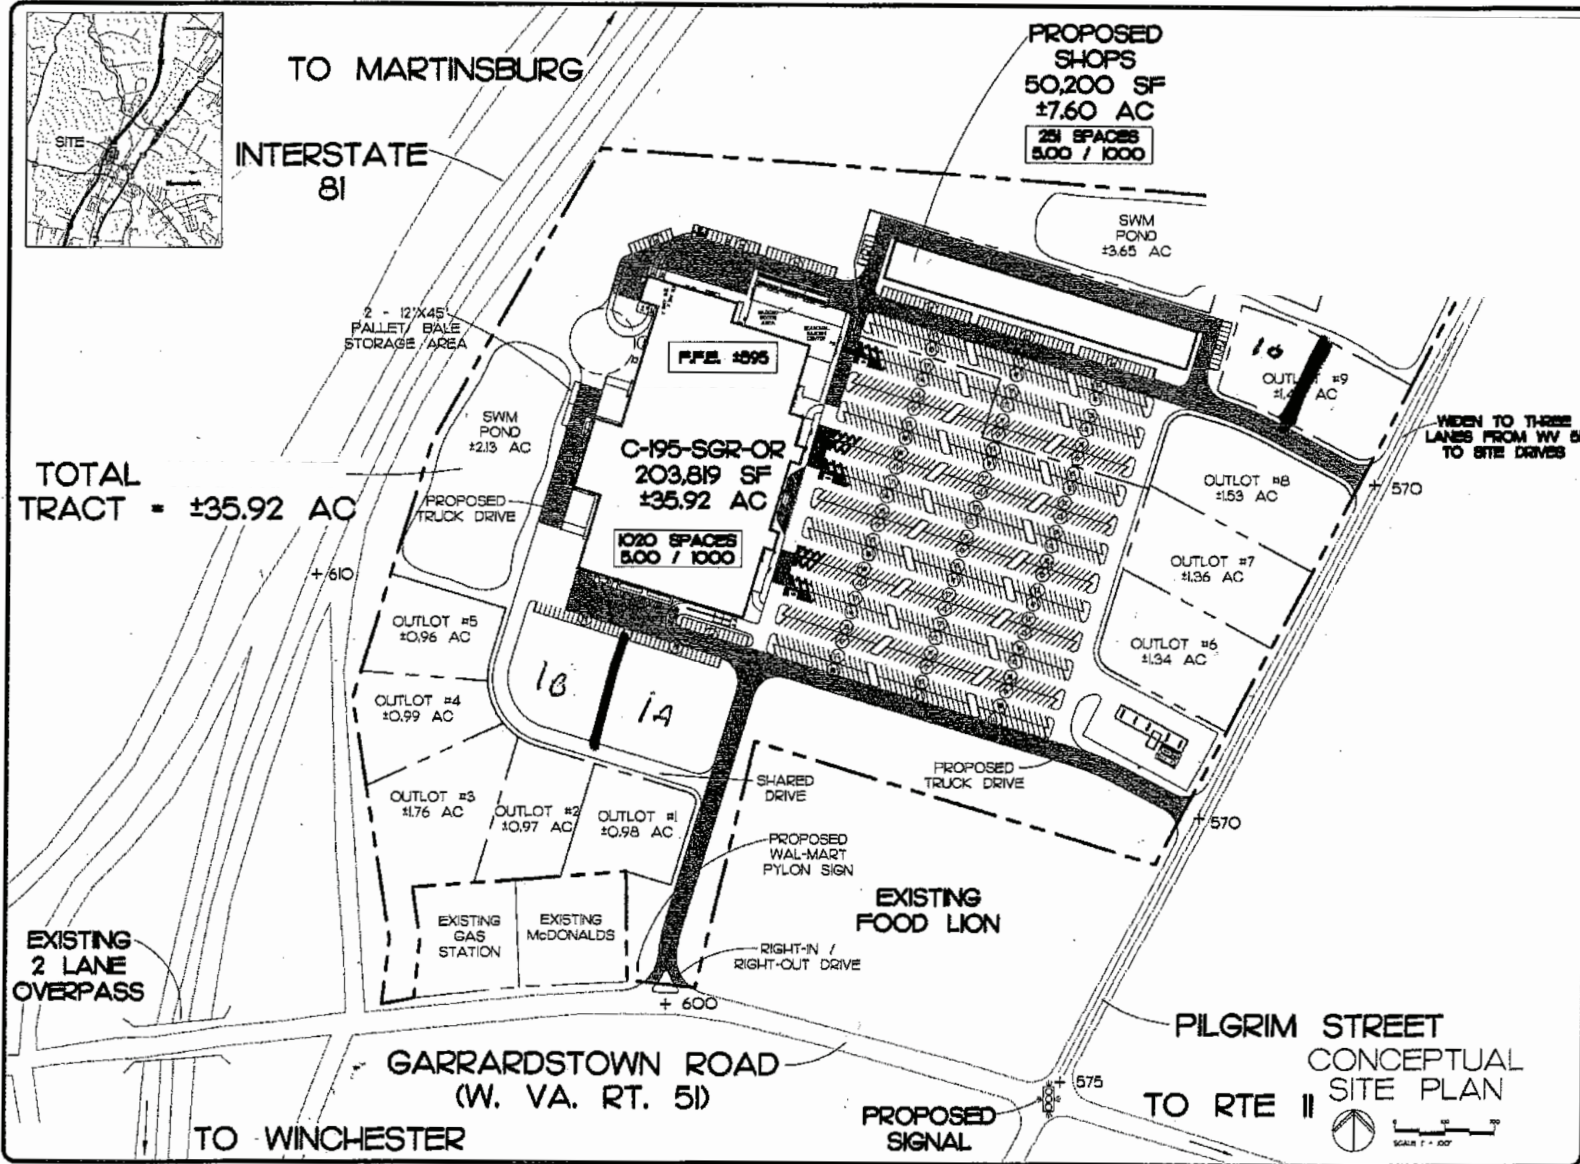 TO MARTINSBURG
INTERSTATE
81
SITE
PROPOSED
SHOPS
50,200 SF
±7.60 AC
251 SPACES
5.00 / 1000
SWM
POND
±3.65 AC
2 - 12'X45'
PALLET/ BALE
STORAGE AREA
F.F.E. ±595
SWM
POND
±2.13 AC
C-195-SGR-OR
203,819 SF
±35.92 AC
1020 SPACES
5.00 / 1000
TOTAL
TRACT = ±35.92 AC
PROPOSED
TRUCK DRIVE
10
OUTLOT #9
AC
WIDEN TO THREE
LANES FROM WV 51
TO SITE DRIVES
+ 570
OUTLOT #8
±1.53 AC
OUTLOT #7
±1.36 AC
OUTLOT #6
±1.34 AC
+ 610
OUTLOT #5
±0.96 AC
OUTLOT #4
±0.99 AC
OUTLOT #3
±1.76 AC
OUTLOT #2
±0.97 AC
OUTLOT #1
±0.98 AC
1B
1A
SHARED
DRIVE
PROPOSED
TRUCK DRIVE
+ 570
PROPOSED
WAL-MART
PYLON SIGN
EXISTING
FOOD LION
EXISTING
GAS
STATION
EXISTING
McDONALDS
RIGHT-IN /
RIGHT-OUT DRIVE
+ 600
EXISTING
2 LANE
OVERPASS
GARRARDSTOWN ROAD
(W. VA. RT. 51)
PILGRIM STREET
+ 575
PROPOSED
SIGNAL
TO RTE 11
TO WINCHESTER
CONCEPTUAL
SITE PLAN
SCALE 1" = 100'